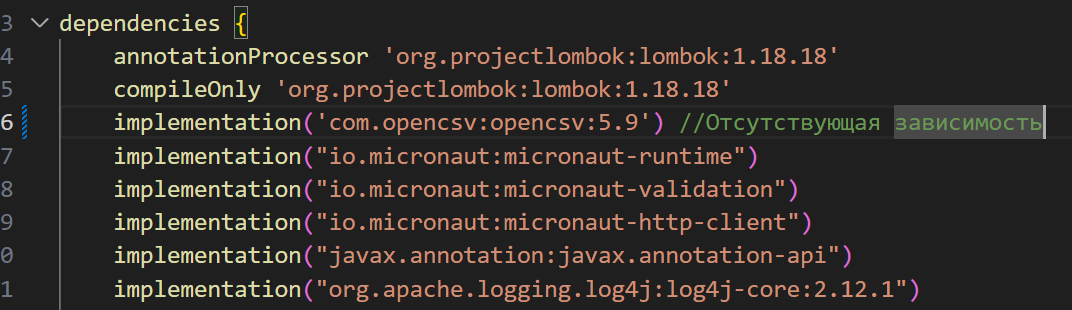 3 dependencies {
4 annotationProcessor 'org.projectlombok:lombok:1.18.18'
5 compileOnly 'org.projectlombok:lombok:1.18.18'
6 implementation('com.opencsv:opencsv:5.9') //Отсутствующая зависимость
7 implementation("io.micronaut:micronaut-runtime")
8 implementation("io.micronaut:micronaut-validation")
9 implementation("io.micronaut:micronaut-http-client")
0 implementation("javax.annotation:javax.annotation-api")
1 implementation("org.apache.logging.log4j:log4j-core:2.12.1")